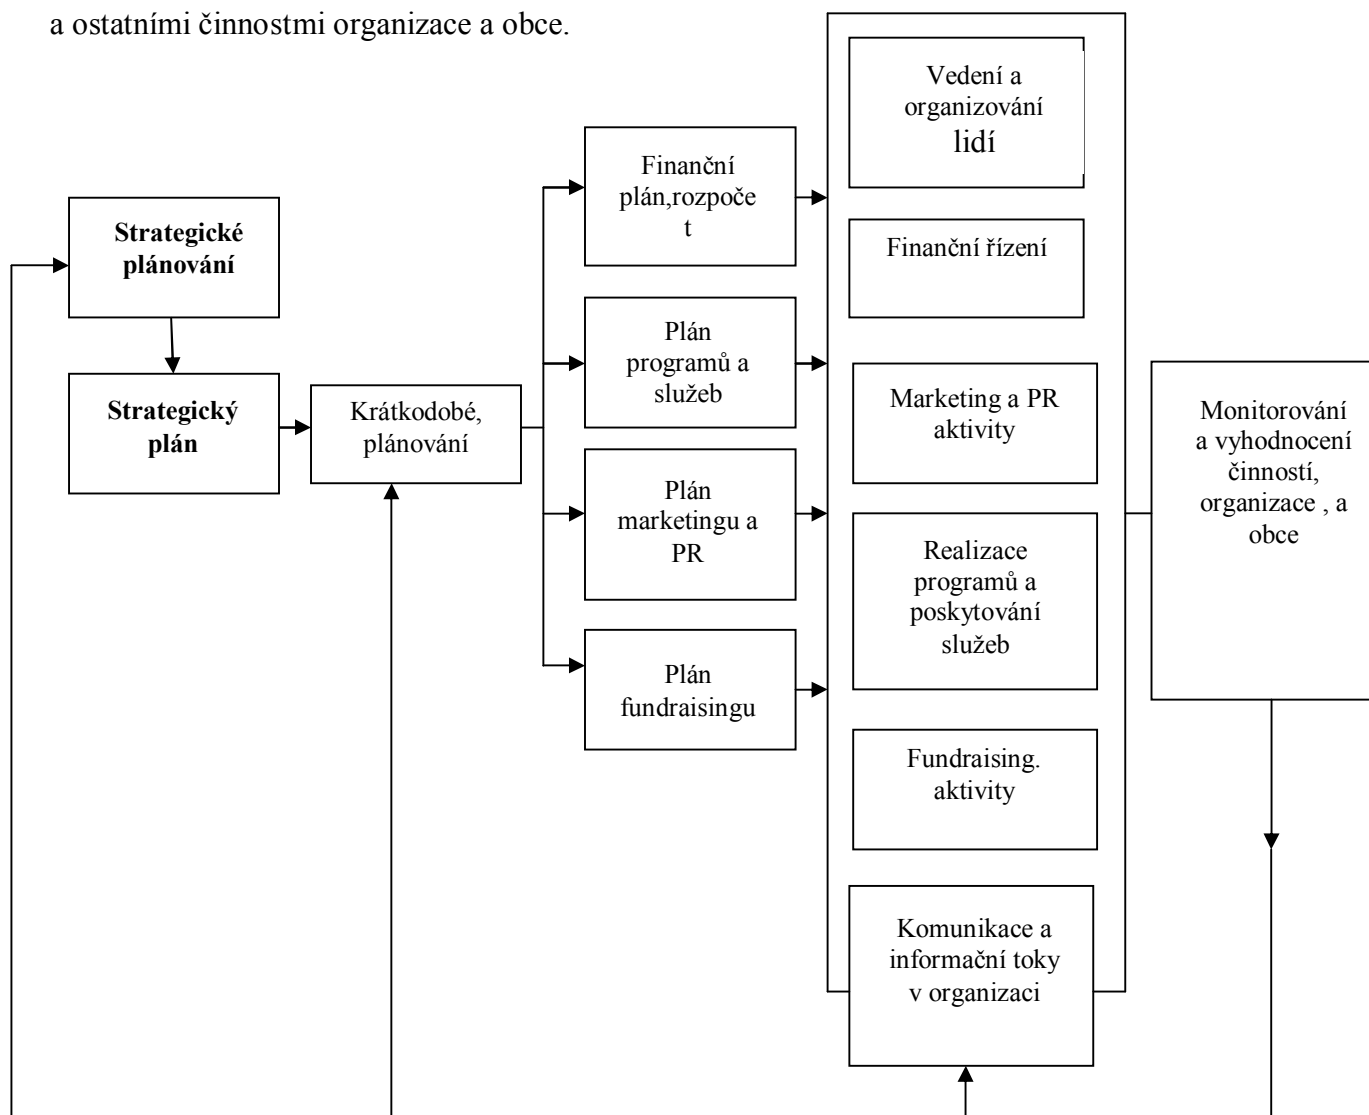 a ostatními činnostmi organizace a obce.
Strategické
plánování
Strategický
plán
Krátkodobé,
plánování
Finanční
plán,rozpoče
t
Plán
programů a
služeb
Plán
marketingu a
PR
Plán
fundraisingu
Vedení a
organizování
lidí
Finanční řízení
Marketing a PR
aktivity
Realizace
programů a
poskytování
služeb
Fundraising.
aktivity
Komunikace a
informační toky
v organizaci
Monitorování
a vyhodnocení
činností,
organizace , a
obce